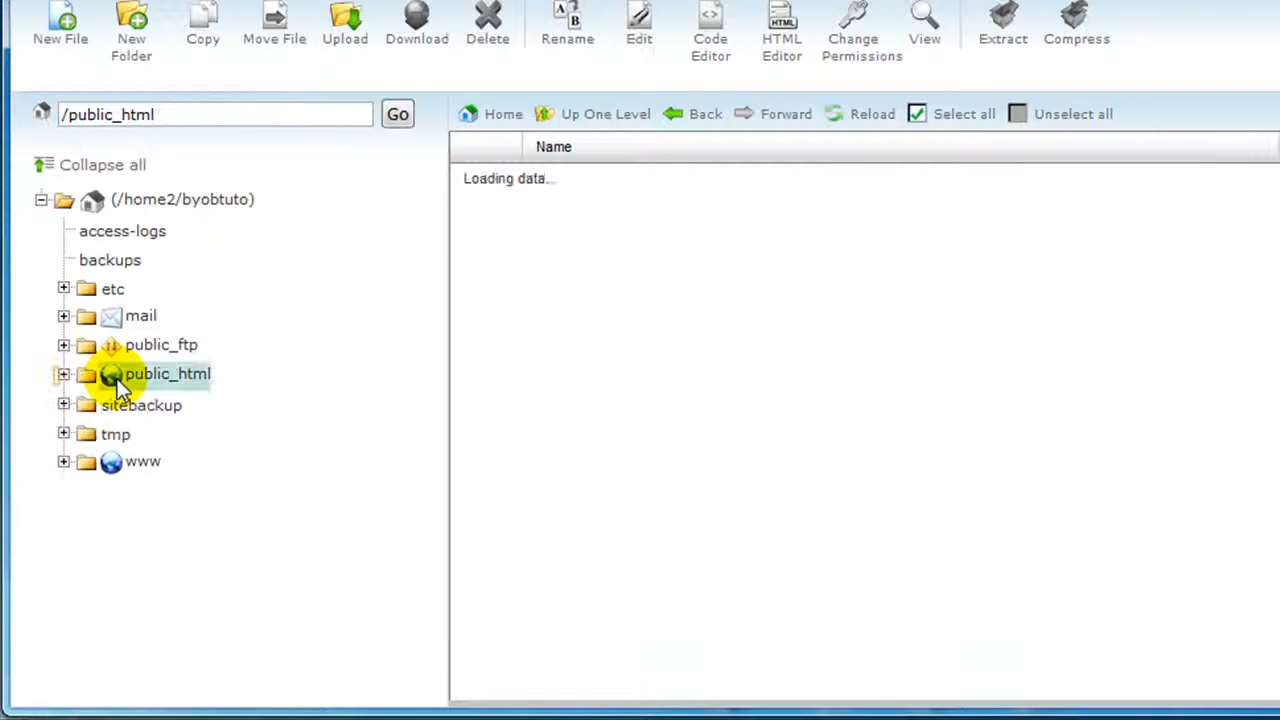 New File
New Folder
Copy
Move File
Upload
Download
Delete
Rename
Edit
Code Editor
HTML Editor
Change Permissions
View
Extract
Compress
/public_html
Go
Home
Up One Level
Back
Forward
Reload
Select all
Unselect all
Collapse all
Name
Loading data...
(/home2/byobtuto)
access-logs
backups
etc
mail
public_ftp
public_html
sitebackup
tmp
www